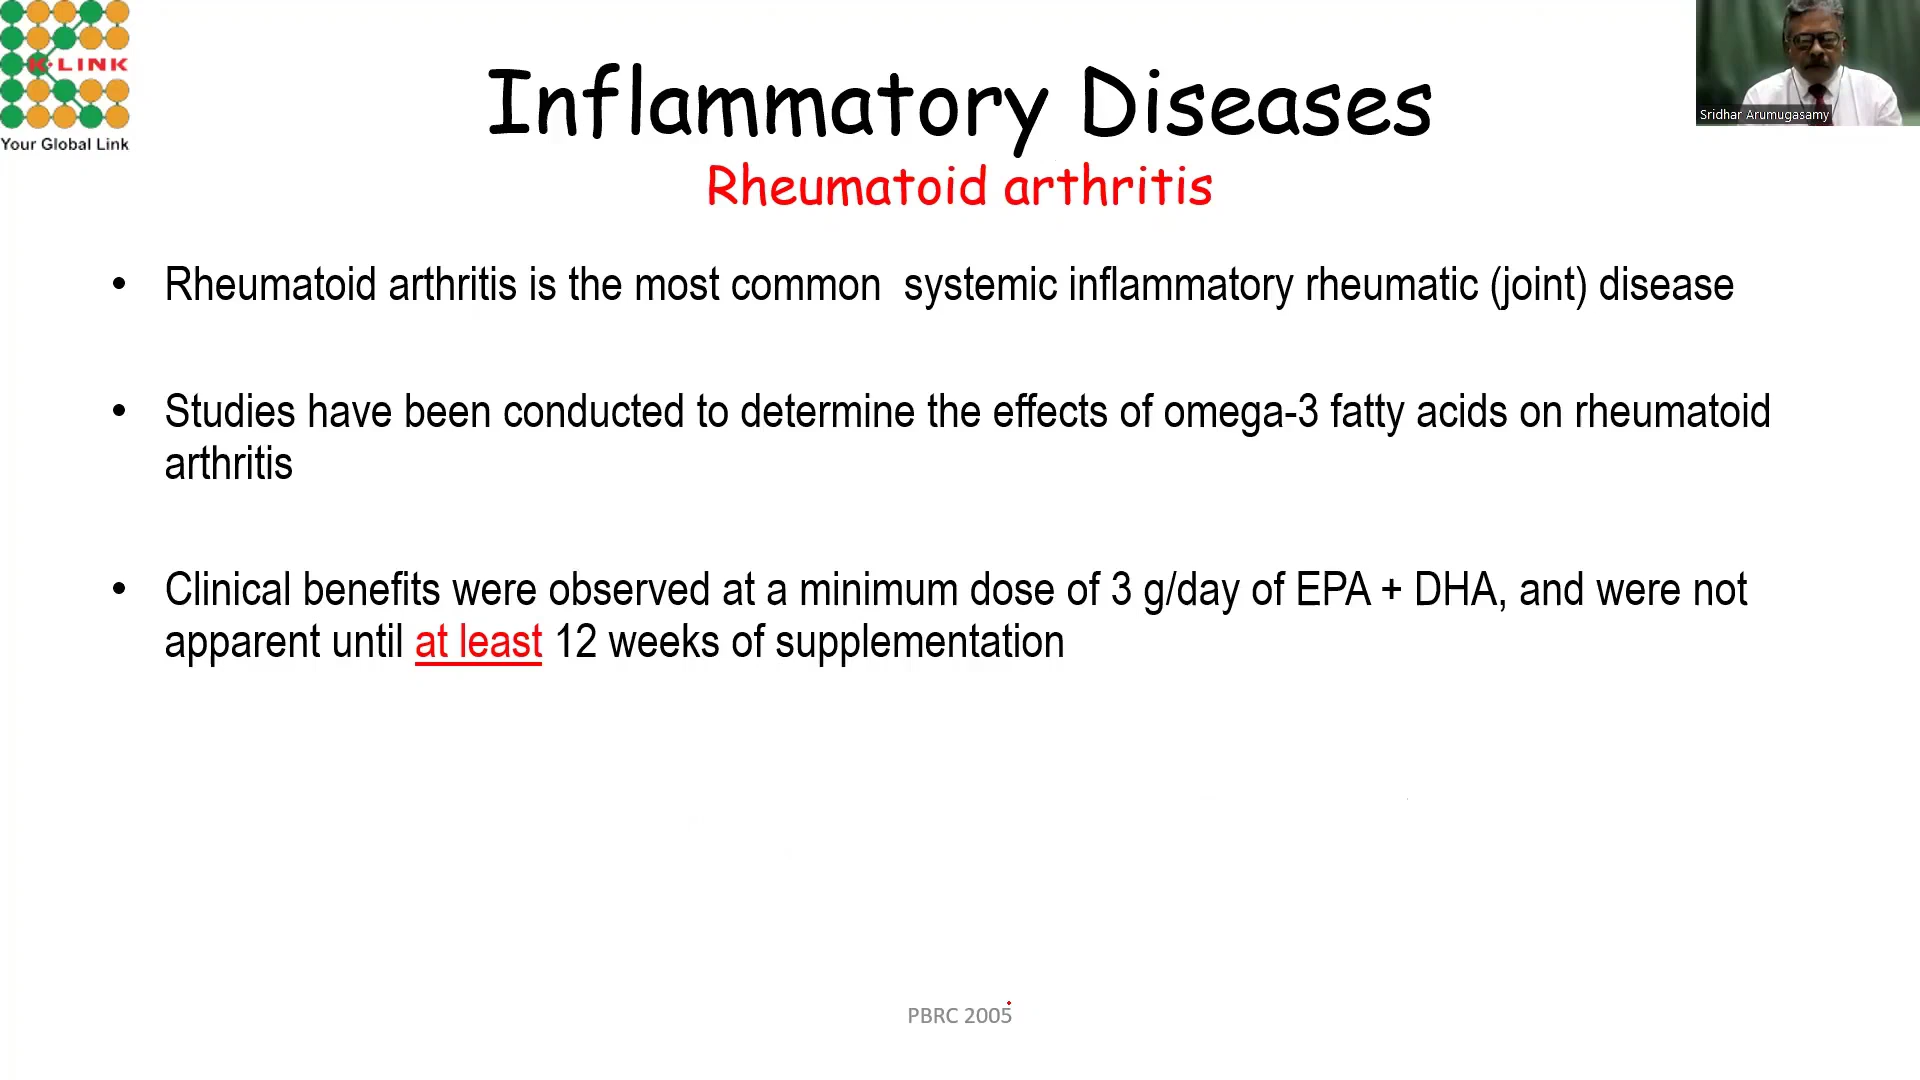 K-LINK
Your Global Link
Inflammatory Diseases
Sridhar Arumugasamy
Rheumatoid arthritis
• Rheumatoid arthritis is the most common  systemic inflammatory rheumatic (joint) disease
• Studies have been conducted to determine the effects of omega-3 fatty acids on rheumatoid
arthritis
• Clinical benefits were observed at a minimum dose of 3 g/day of EPA + DHA, and were not
apparent until at least 12 weeks of supplementation
PBRC 2005